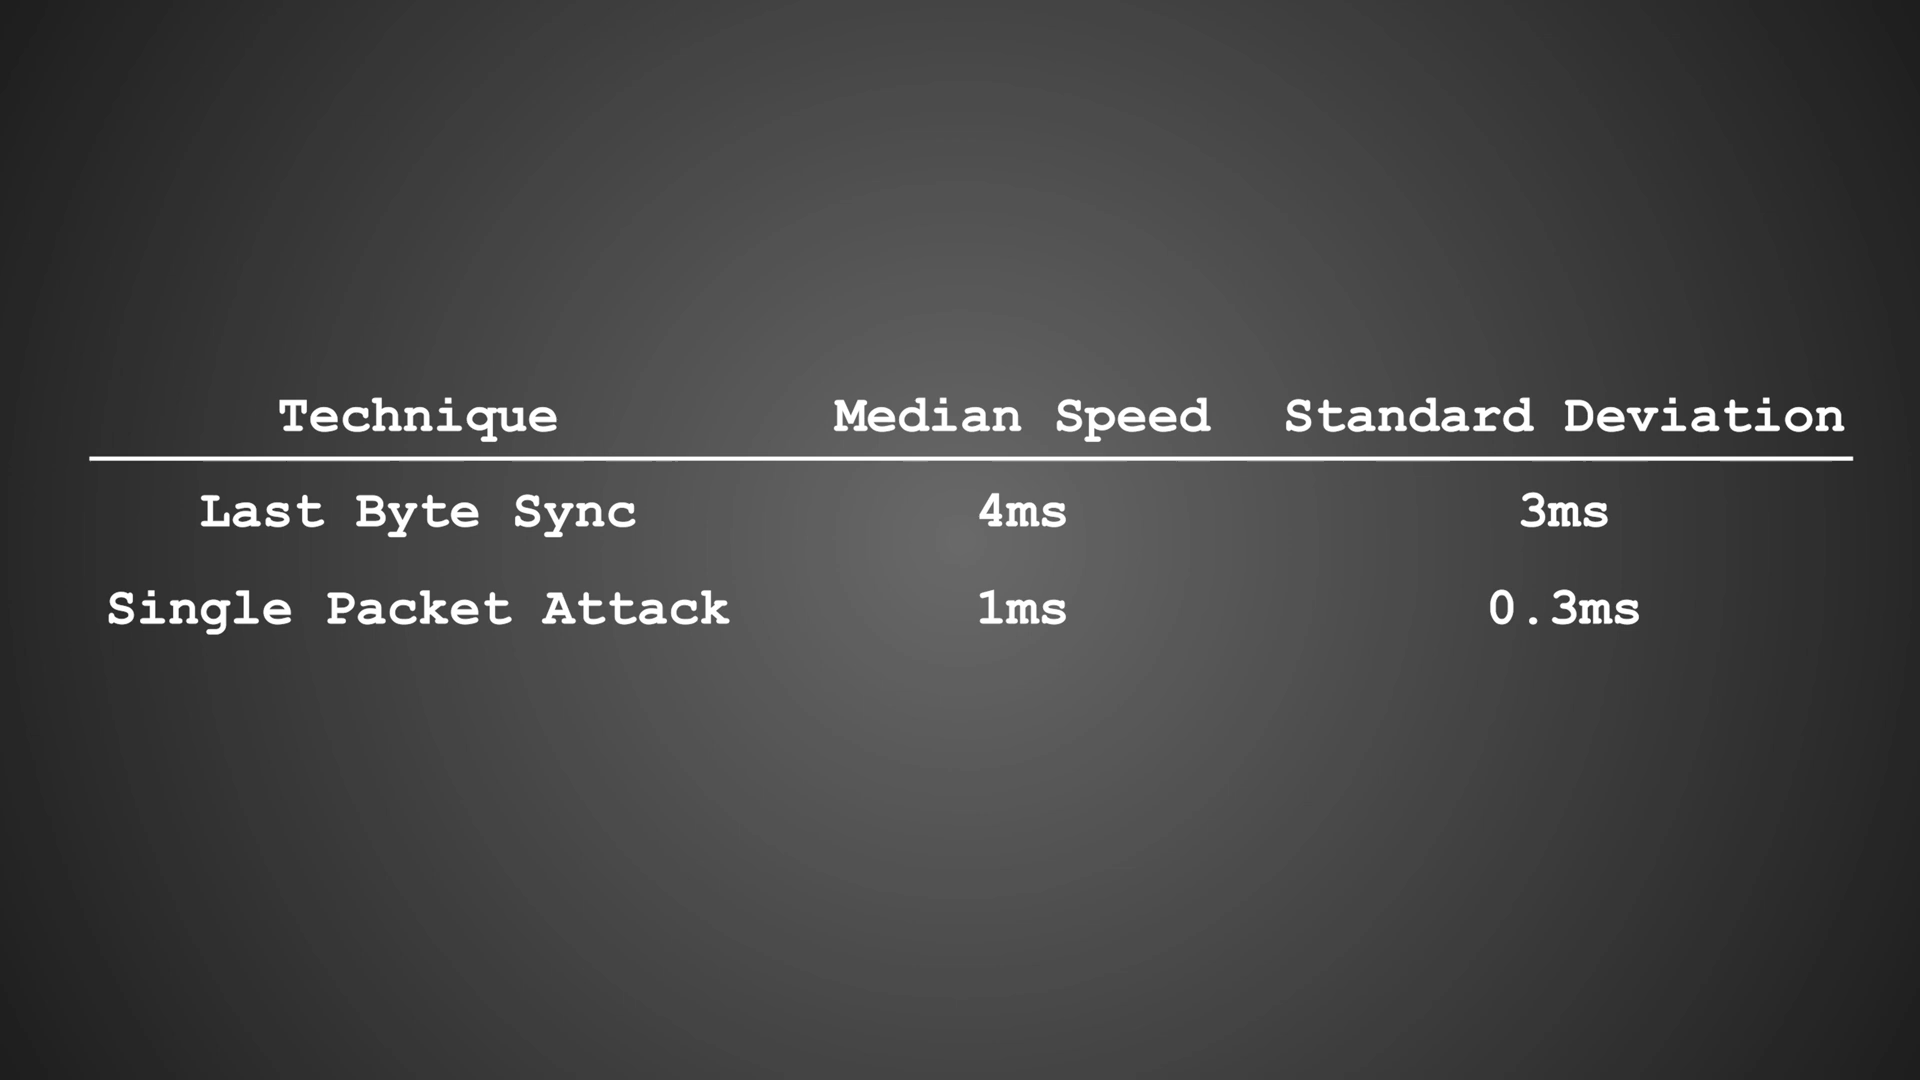 Technique Median Speed Standard Deviation
Last Byte Sync 4ms 3ms
Single Packet Attack 1ms 0.3ms